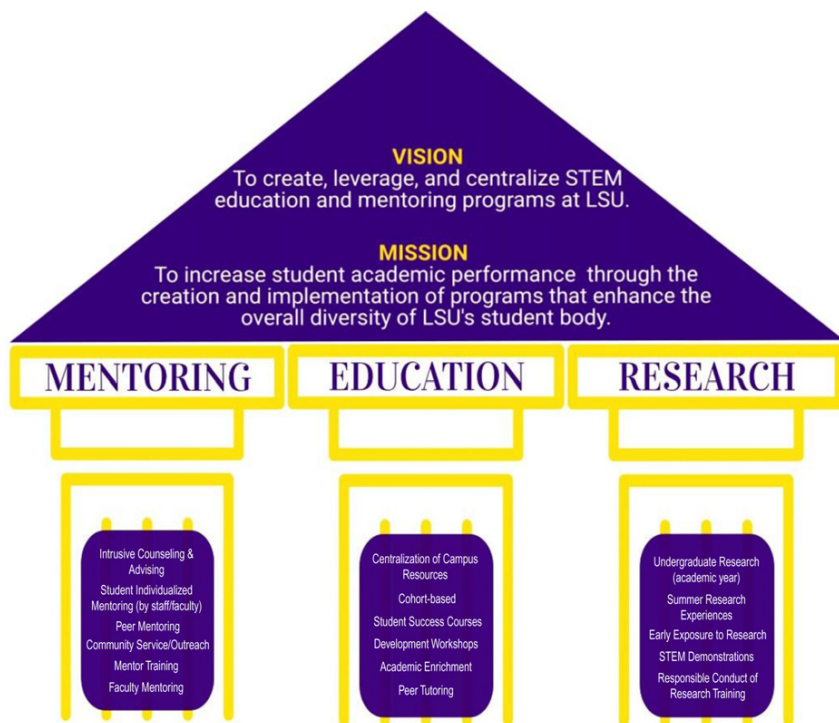 VISION
To create, leverage, and centralize STEM
education and mentoring programs at LSU.
MISSION
To increase student academic performance through the
creation and implementation of programs that enhance the
overall diversity of LSU's student body.
MENTORING
Intrusive Counseling &
Advising
Student Individualized
Mentoring (by staff/faculty)
Peer Mentoring
Community Service/Outreach
Mentor Training
Faculty Mentoring
EDUCATION
Centralization of Campus
Resources
Cohort-based
Student Success Courses
Development Workshops
Academic Enrichment
Peer Tutoring
RESEARCH
Undergraduate Research
(academic year)
Summer Research
Experiences
Early Exposure to Research
STEM Demonstrations
Responsible Conduct of
Research Training